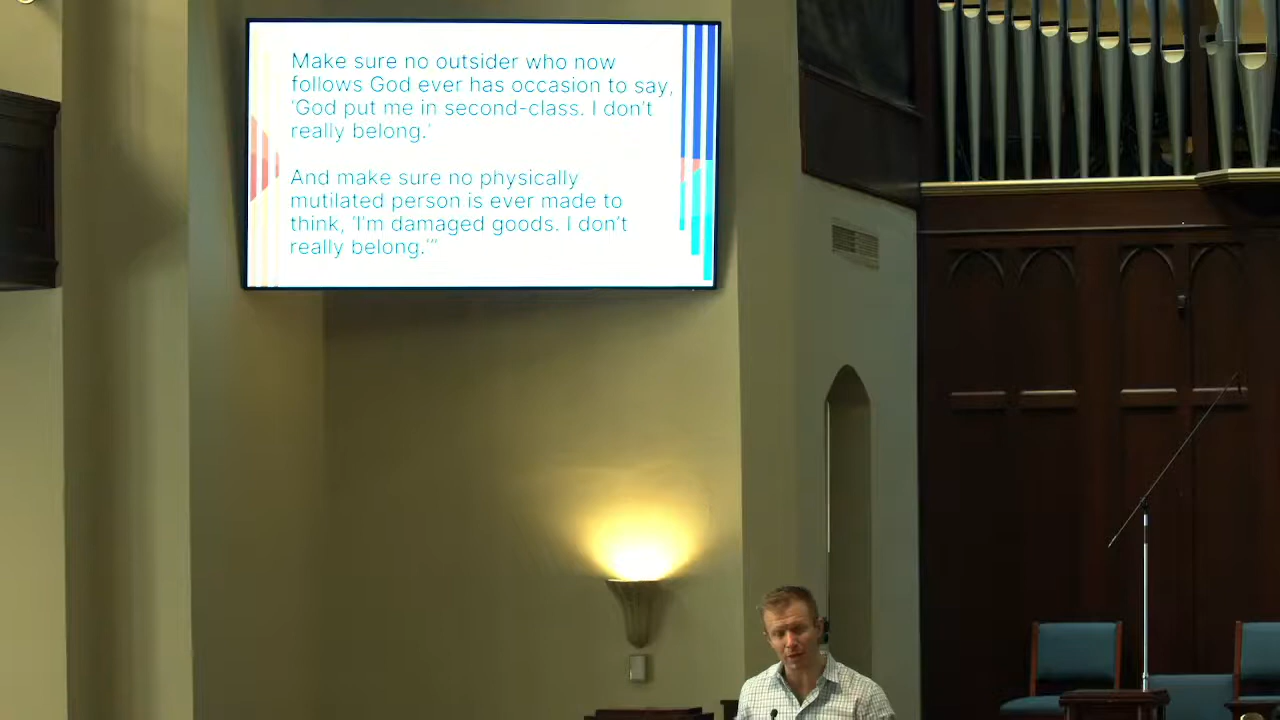 Make sure no outsider who now
follows God ever has occasion to say,
'God put me in second-class. I don't
really belong.'
And make sure no physically
mutilated person is ever made to
think, 'I'm damaged goods. I don't
really belong.'"